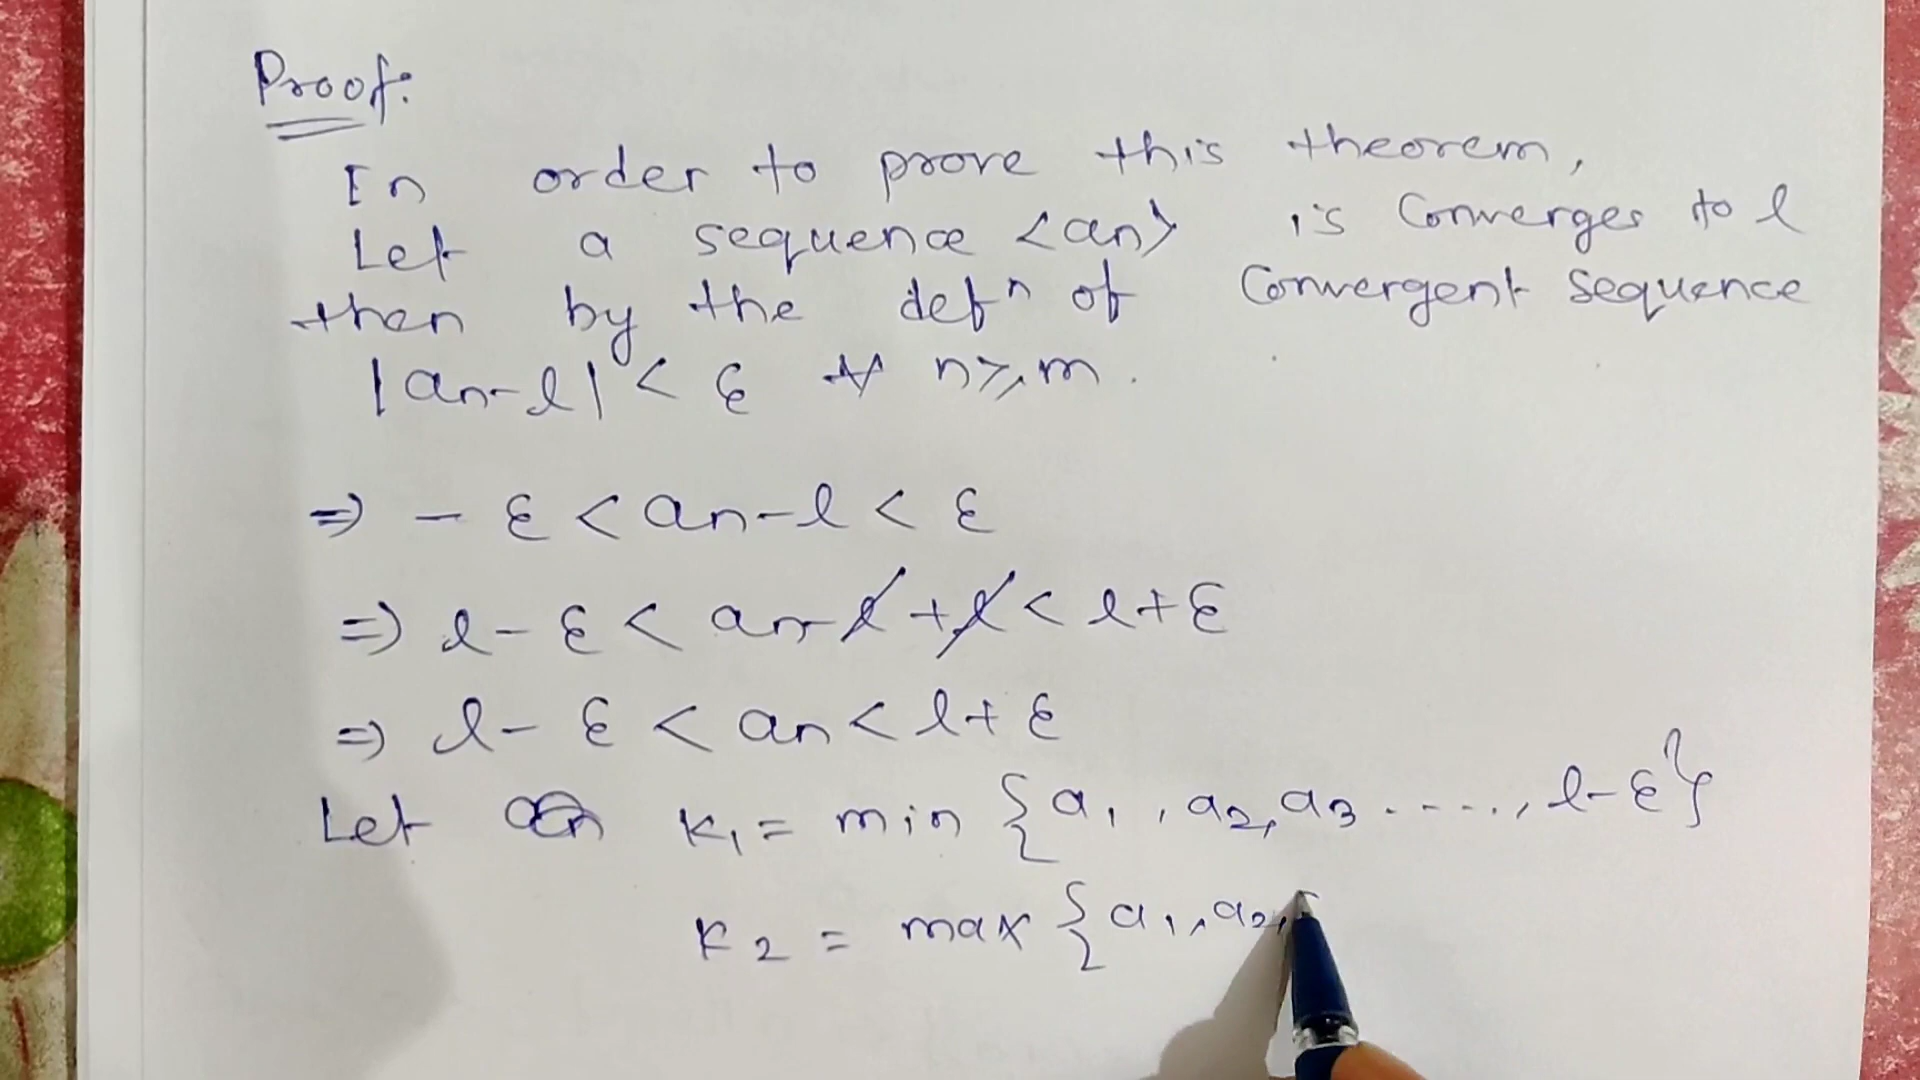 Proof:
In order to prove this theorem,
Let a sequence <an> is Converges to l
then by the defⁿ of Convergent Sequence
|an-l| < ε ∀ n≥m.
⇒ - ε < an-l < ε
⇒ l- ε < an-l+l < l+ε
⇒ l- ε < an < l+ ε
Let K₁ = min {a₁, a₂, a₃ ....., l-ε}
K₂ = max {a₁, a₂,